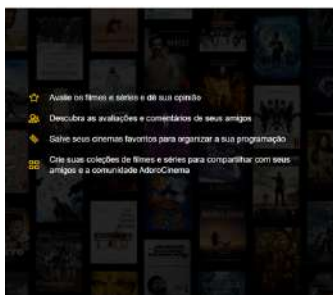 Avalie os filmes e séries e dê sua opinião
Descubra as avaliações e comentários de seus amigos
Salve seus cinemas favoritos para organizar a sua programação
Crie suas coleções de filmes e séries para compartilhar com seus
amigos e a comunidade AdoroCinema